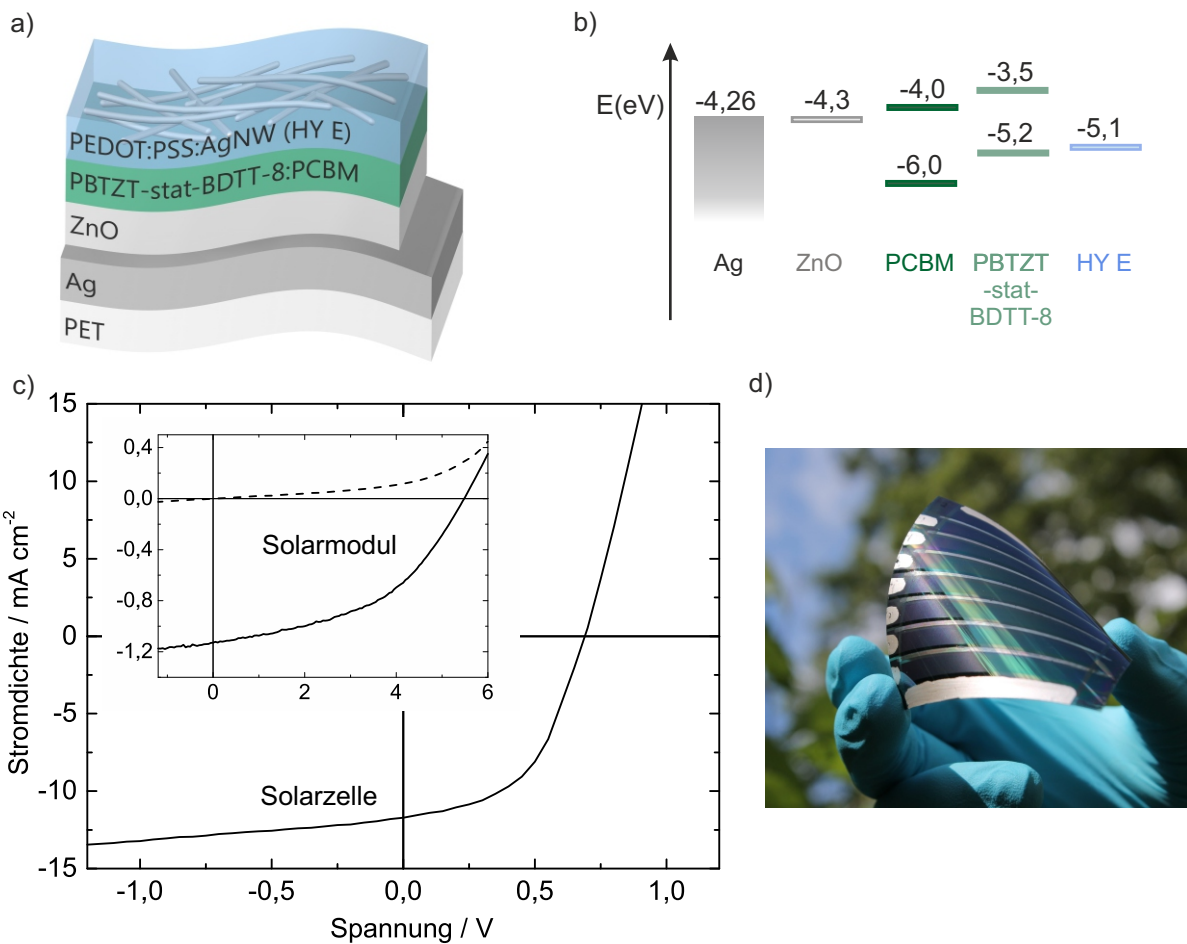 a)
PEDOT:PSS:AgNW (HY E)
PBTZT-stat-BDTT-8:PCBM
ZnO
Ag
PET
b)
E(eV)
-4,26
-4,3
-4,0
-6,0
-3,5
-5,2
-5,1
Ag
ZnO
PCBM
PBTZT
-stat-
BDTT-8
HY E
c)
15
10
5
0
-5
-10
-15
-1,0
-0,5
0,0
0,5
1,0
Stromdichte / mA cm⁻²
Spannung / V
Solarzelle
0,4
0,0
-0,4
-0,8
-1,2
0
2
4
6
Solarmodul
d)